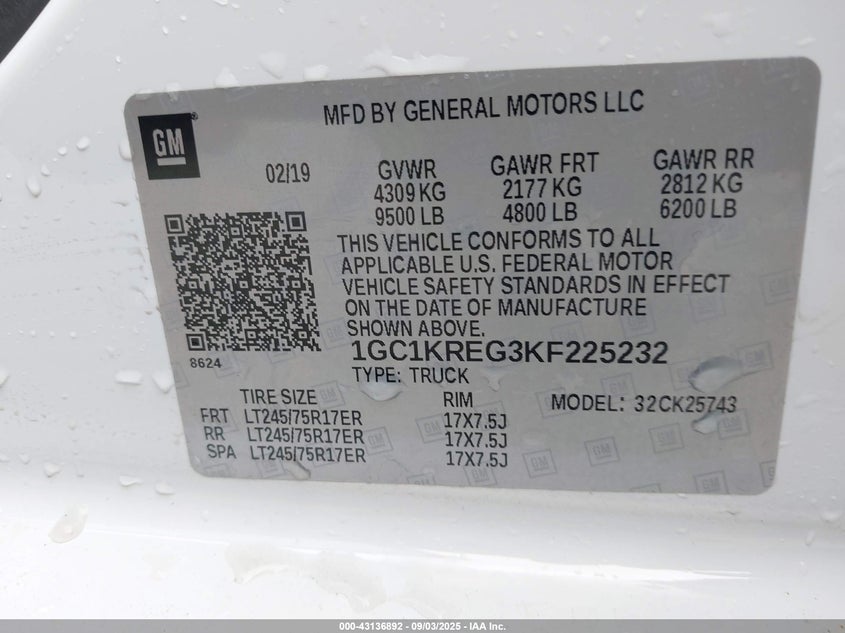 MFD BY GENERAL MOTORS LLC
GM
02/19 GVWR GAWR FRT GAWR RR
4309 KG 2177 KG 2812 KG
9500 LB 4800 LB 6200 LB
THIS VEHICLE CONFORMS TO ALL
APPLICABLE U.S. FEDERAL MOTOR
VEHICLE SAFETY STANDARDS IN EFFECT
ON THE DATE OF MANUFACTURE
SHOWN ABOVE.
8624
1GC1KREG3KF225232
TYPE: TRUCK
TIRE SIZE RIM MODEL: 32CK25743
FRT LT245/75R17ER 17X7.5J
RR LT245/75R17ER 17X7.5J
SPA LT245/75R17ER 17X7.5J
000-43136892 - 09/03/2025 - IAA Inc.